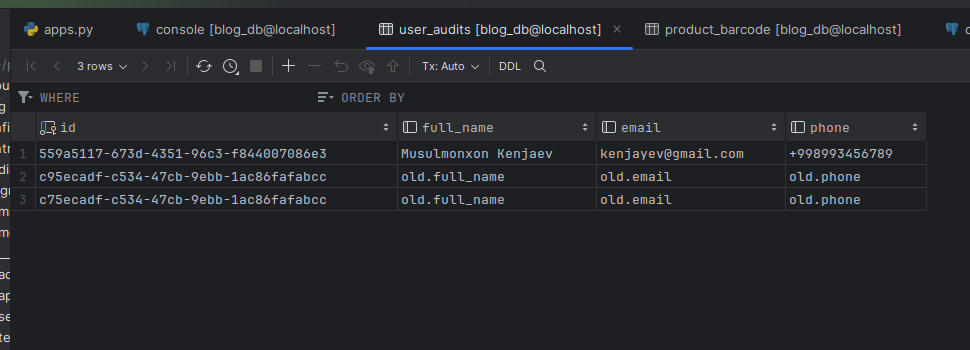 apps.py console [blog_db@localhost] user_audits [blog_db@localhost] product_barcode [blog_db@localhost]
3 rows Tx: Auto DDL
WHERE ORDER BY
id full_name email phone
1 559a5117-673d-4351-96c3-f844007086e3 Musulmonxon Kenjaev kenjayev@gmail.com +998993456789
2 c95ecadf-c534-47cb-9ebb-1ac86fafabcc old.full_name old.email old.phone
3 c75ecadf-c534-47cb-9ebb-1ac86fafabcc old.full_name old.email old.phone